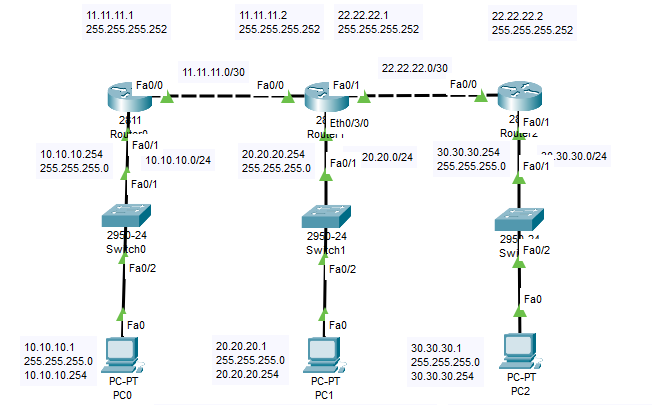 11.11.11.1
255.255.255.252
11.11.11.2
255.255.255.252
22.22.22.1
255.255.255.252
22.22.22.2
255.255.255.252
11.11.11.0/30
22.22.22.0/30
Fa0/0
Fa0/0
Fa0/1
Fa0/0
2811
Eth0/3/0
Fa0/1
Router2
Fa0/1
10.10.10.254
255.255.255.0
10.10.10.0/24
20.20.20.254
255.255.255.0
Fa0/1
20.20.0/24
30.30.30.254
255.255.255.0
Fa0/1
.30.30.0/24
Fa0/1
2950-24
Switch0
2950-24
Switch1
Fa0/2
Fa0/2
Fa0/2
Fa0
Fa0
Fa0
10.10.10.1
255.255.255.0
10.10.10.254
PC-PT
PC0
20.20.20.1
255.255.255.0
20.20.20.254
PC-PT
PC1
30.30.30.1
255.255.255.0
30.30.30.254
PC-PT
PC2